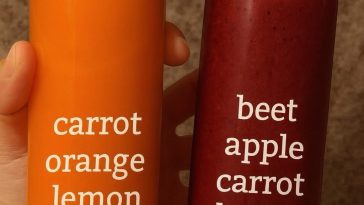 carrot
orange
lemon
beet
apple
carrot